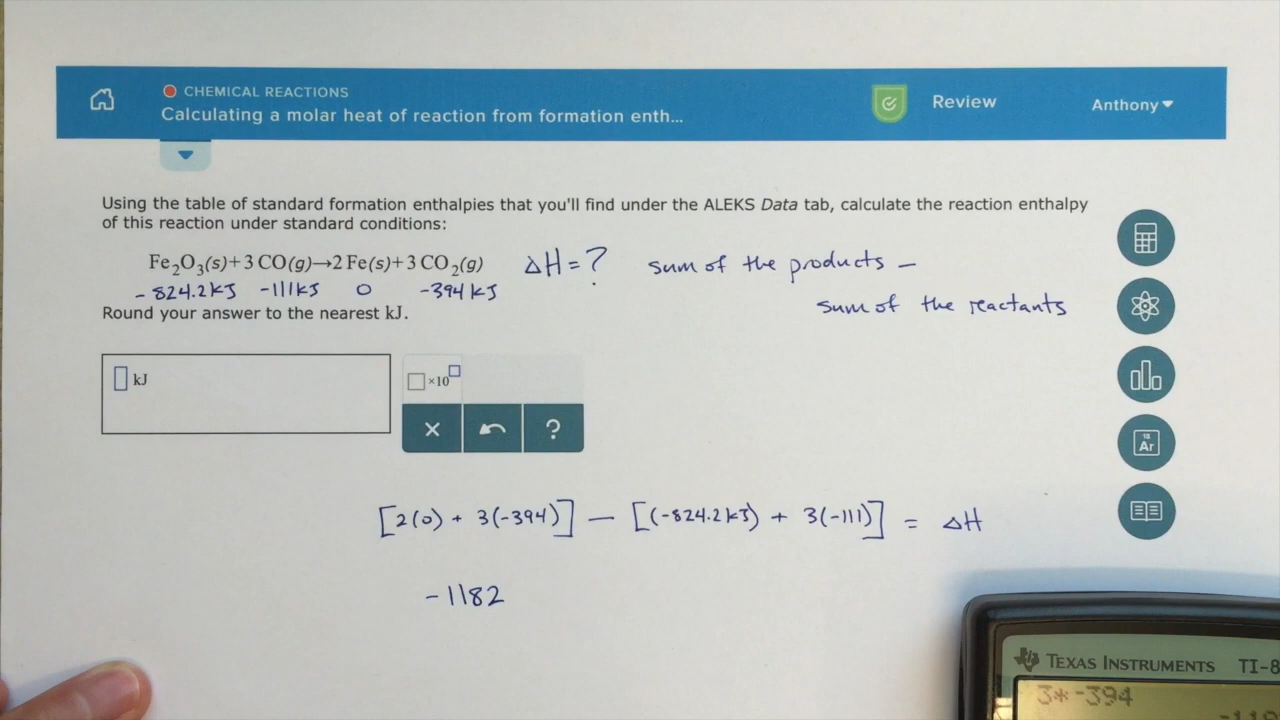 CHEMICAL REACTIONS
Calculating a molar heat of reaction from formation enth...
Review
Anthony
Using the table of standard formation enthalpies that you'll find under the ALEKS Data tab, calculate the reaction enthalpy
of this reaction under standard conditions:
Fe₂O₃(s)+3 CO(g)→2 Fe(s)+3 CO₂(g) ΔH = ? sum of the products –
-824.2kJ -111kJ 0 -394kJ sum of the reactants
Round your answer to the nearest kJ.
kJ
×10
?
18
Ar
[2(0) + 3(-394)] — [(-824.2kJ) + 3(-111)] = ΔH
-1182
TEXAS INSTRUMENTS TI-8
3*-394